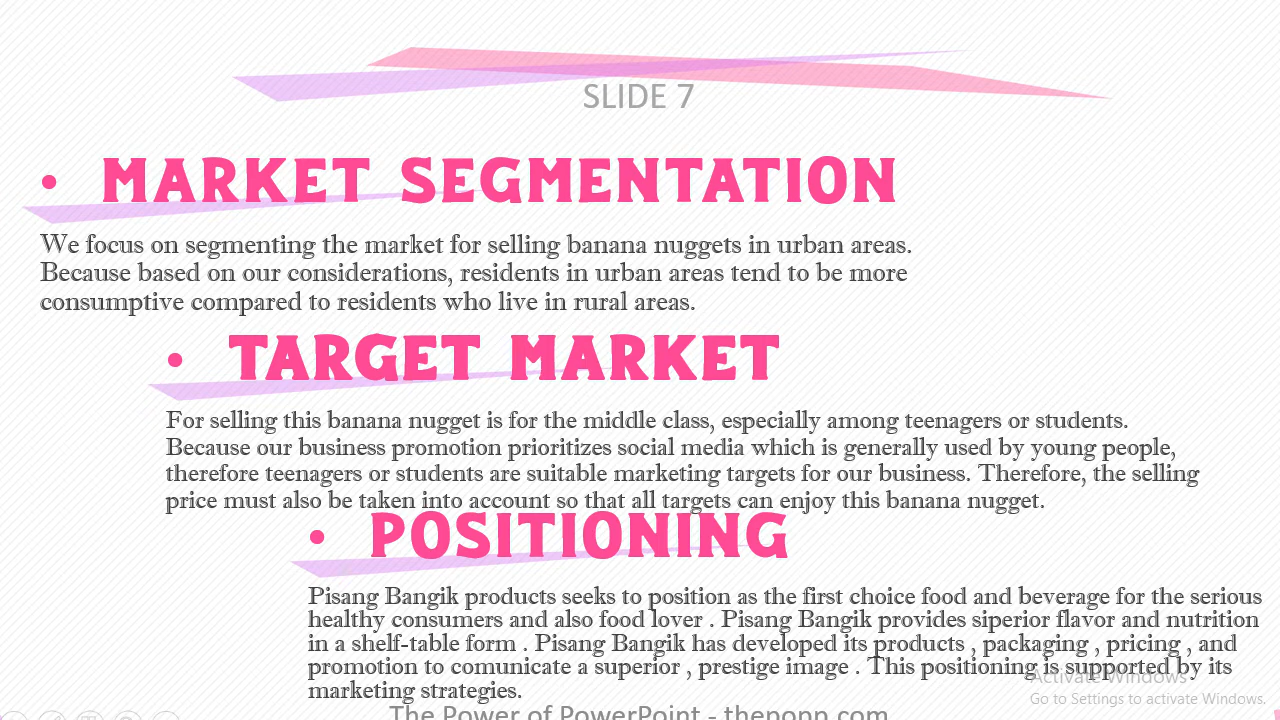 SLIDE 7
• MARKET SEGMENTATION
We focus on segmenting the market for selling banana nuggets in urban areas.
Because based on our considerations, residents in urban areas tend to be more
consumptive compared to residents who live in rural areas.
• TARGET MARKET
For selling this banana nugget is for the middle class, especially among teenagers or students.
Because our business promotion prioritizes social media which is generally used by young people,
therefore teenagers or students are suitable marketing targets for our business. Therefore, the selling
price must also be taken into account so that all targets can enjoy this banana nugget.
• POSITIONING
Pisang Bangik products seeks to position as the first choice food and beverage for the serious
healthy consumers and also food lover . Pisang Bangik provides siperior flavor and nutrition
in a shelf-table form . Pisang Bangik has developed its products , packaging , pricing , and
promotion to comunicate a superior , prestige image . This positioning is supported by its
marketing strategies.
Activate Windows
Go to Settings to activate Windows.
The Power of PowerPoint - thepopp.com